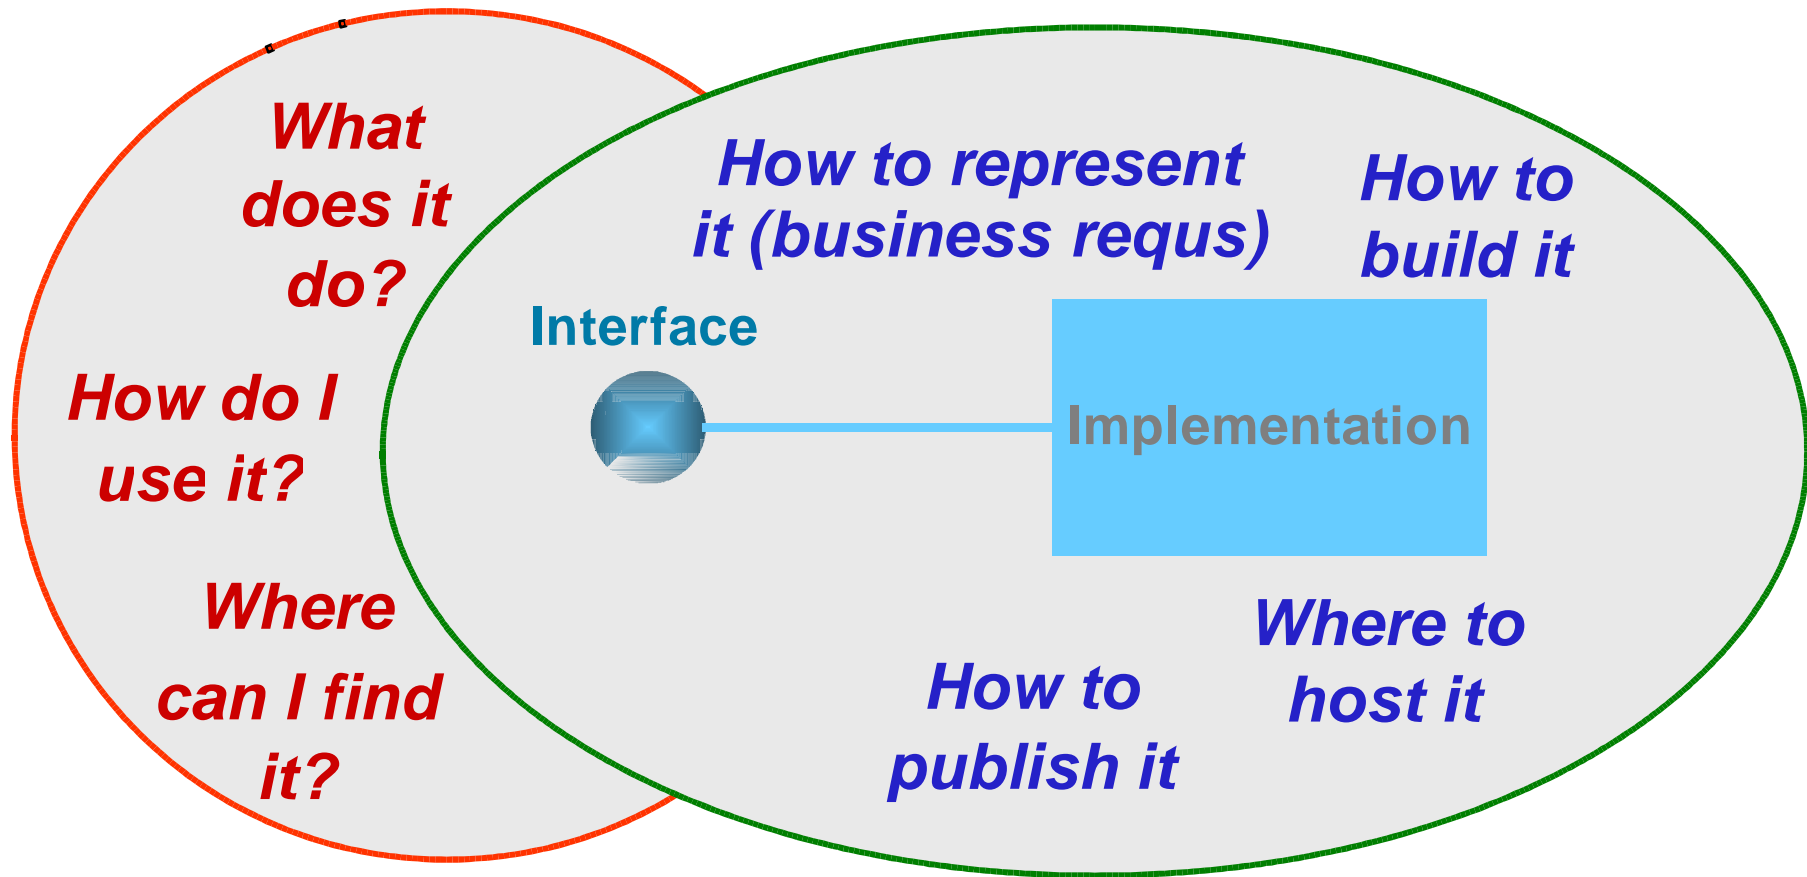 What
does it
do?
How do I
use it?
Where
can I find
it?
How to represent
it (business requs)
How to
build it
Interface
Implementation
Where to
host it
How to
publish it